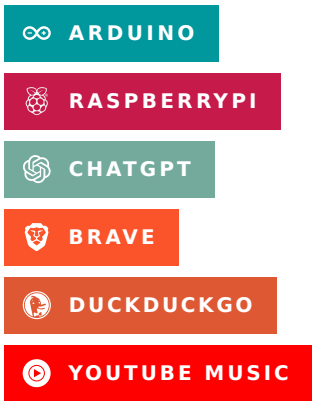 ARDUINO
RASPBERRYPI
CHATGPT
BRAVE
DUCKDUCKGO
YOUTUBE MUSIC